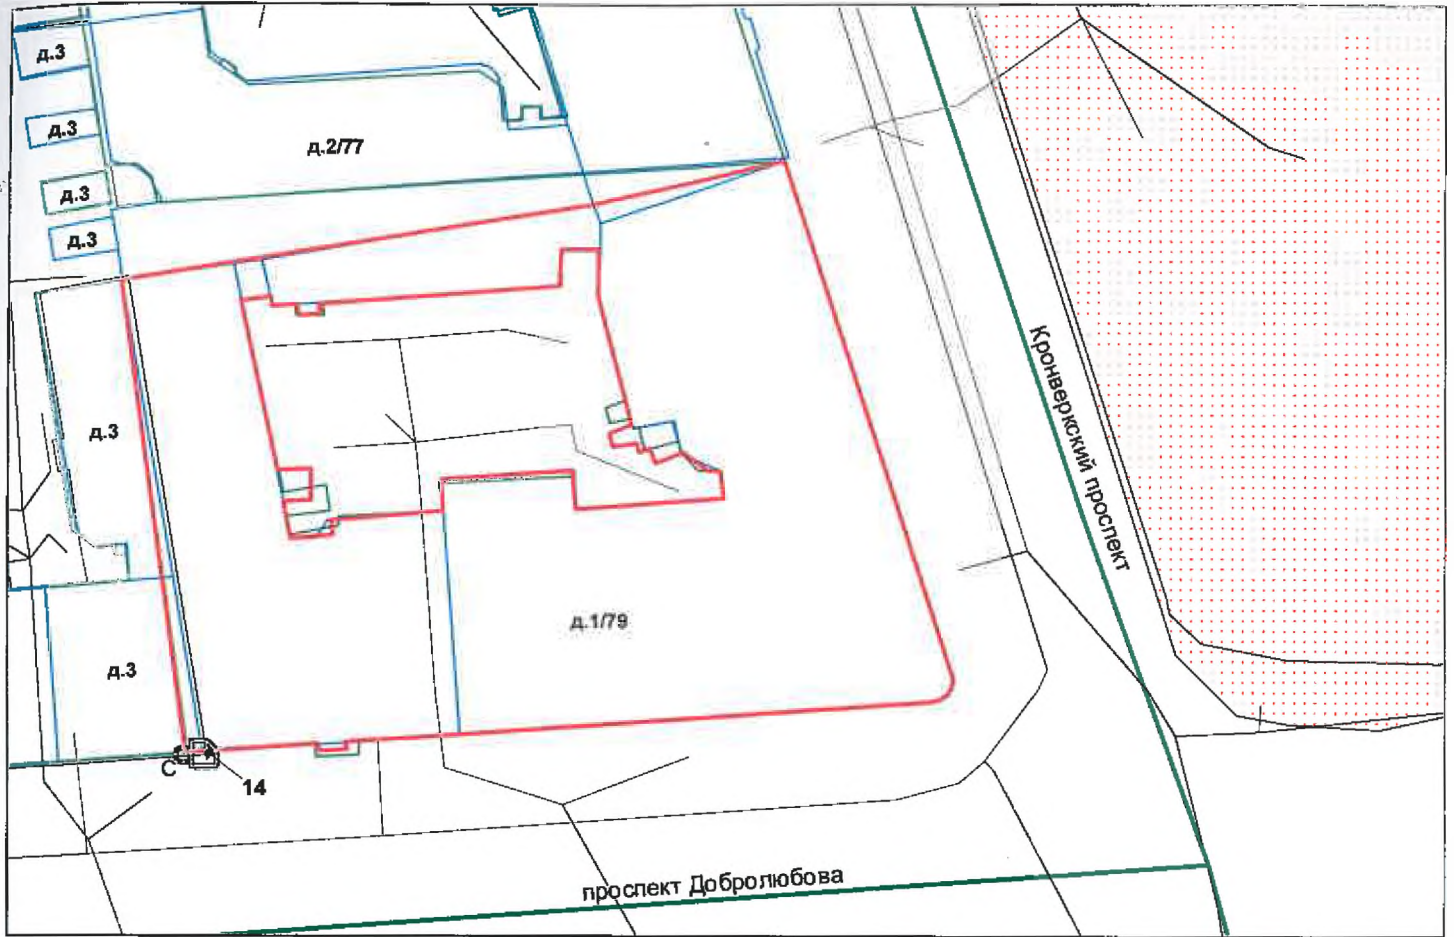 д.3
д.3
д.2/77
д.3
д.3
Кронверкский проспект
д.3
д.1/79
д.3
С
14
проспект Добролюбова